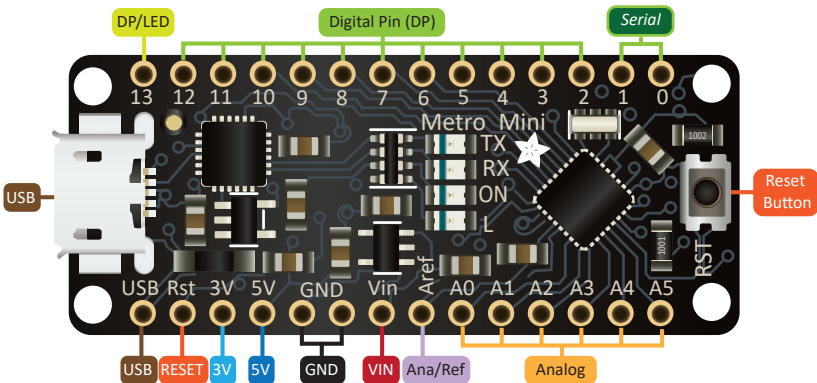 DP/LED Digital Pin (DP) Serial
13 12 11 10 9 8 7 6 5 4 3 2 1 0
Metro Mini
TX
RX
ON
L
1002
1001
RST
USB
Reset
Button
USB Rst 3V 5V GND Vin Aref A0 A1 A2 A3 A4 A5
USB RESET 3V 5V GND VIN Ana/Ref Analog